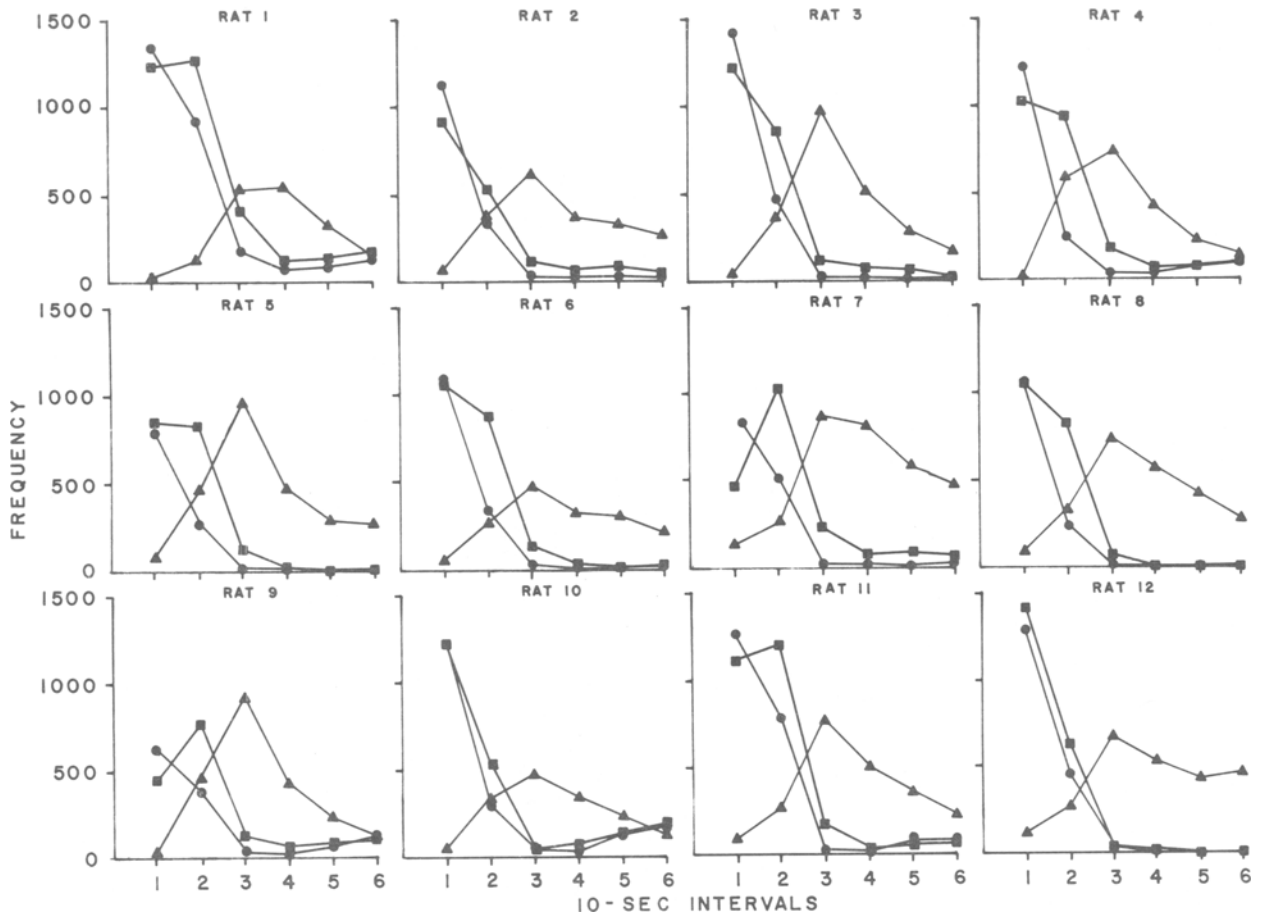 RAT 1 RAT 2 RAT 3 RAT 4
1500
1000
500
0
RAT 5 RAT 6 RAT 7 RAT 8
1500
1000
500
0
FREQUENCY
RAT 9 RAT 10 RAT 11 RAT 12
1500
1000
500
0
1 2 3 4 5 6 1 2 3 4 5 6 1 2 3 4 5 6 1 2 3 4 5 6
10-SEC INTERVALS